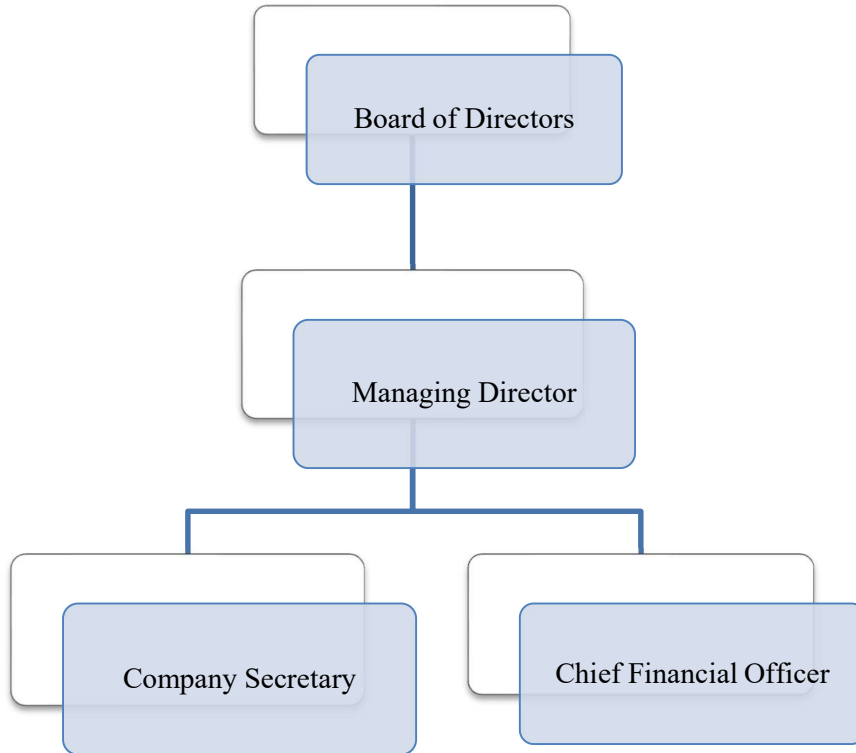 Board of Directors
Managing Director
Company Secretary
Chief Financial Officer